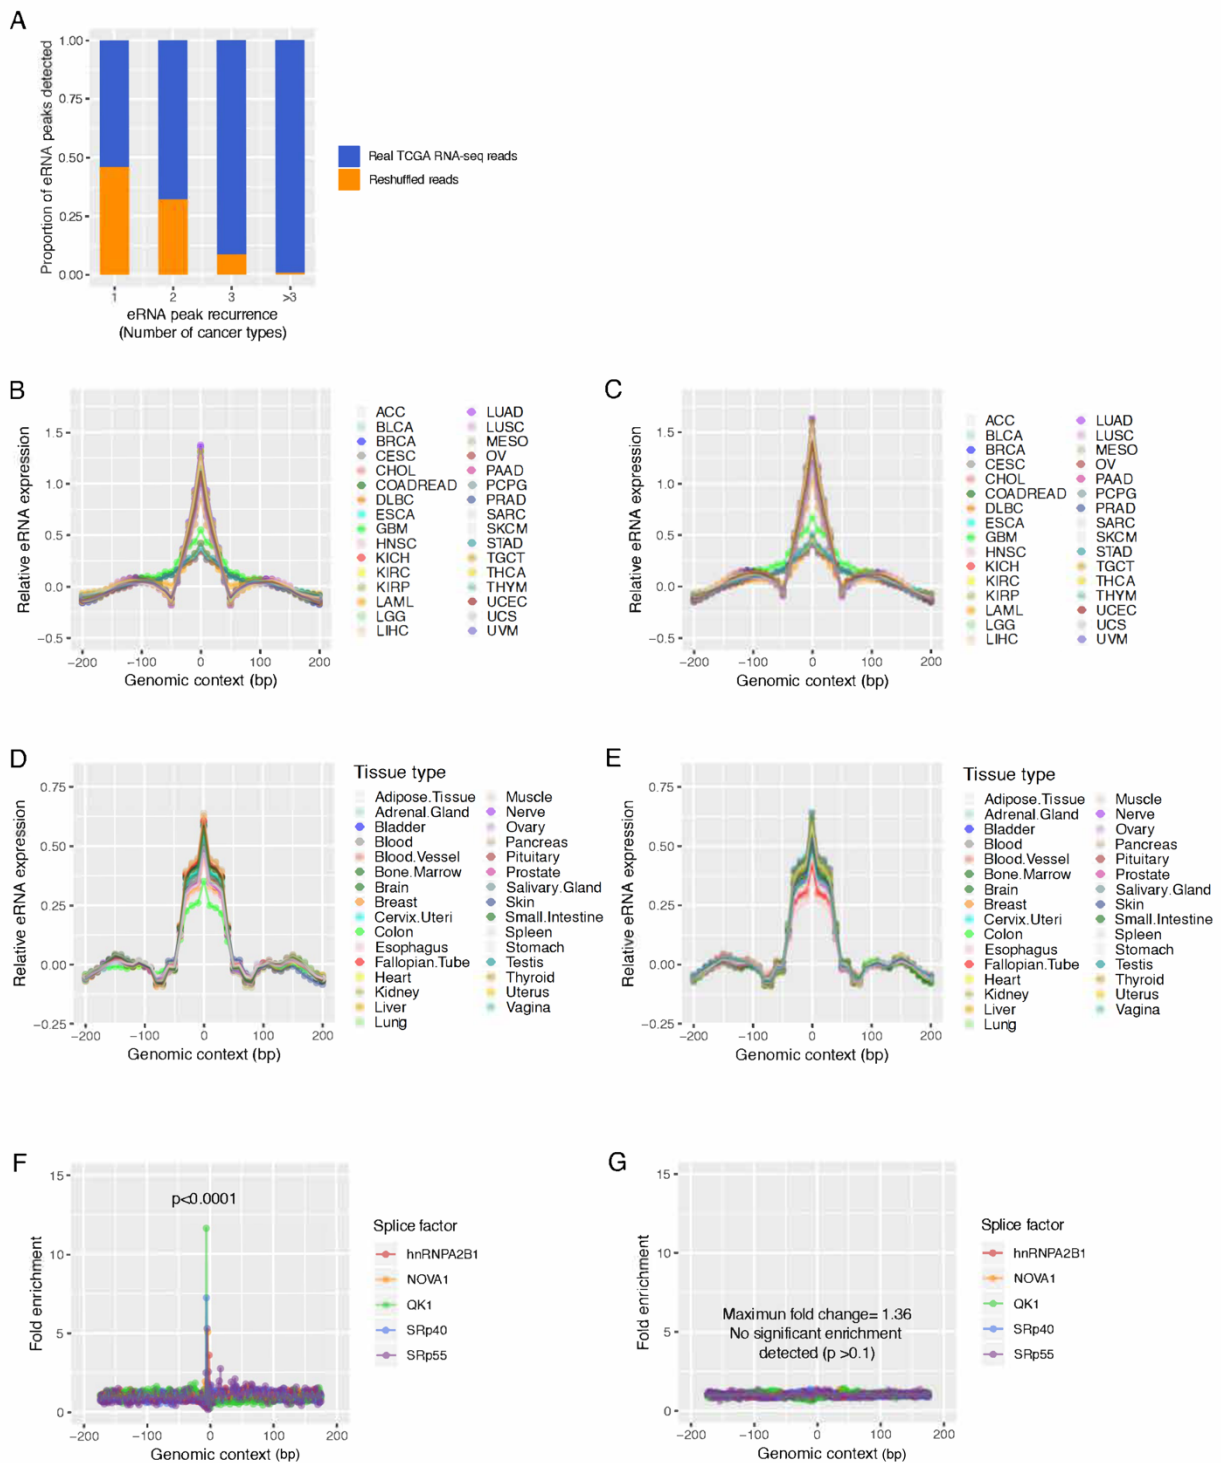 A
Proportion of eRNA peaks detected
1.00
0.75
0.50
0.25
0.00
1 2 3 >3
eRNA peak recurrence
(Number of cancer types)
Real TCGA RNA-seq reads
Reshuffled reads
B
Relative eRNA expression
1.5
1.0
0.5
0.0
−0.5
−200 −100 0 100 200
Genomic context (bp)
ACC LUAD
BLCA LUSC
BRCA MESO
CESC OV
CHOL PAAD
COADREAD PCPG
DLBC PRAD
ESCA SARC
GBM SKCM
HNSC STAD
KICH TGCT
KIRC THCA
KIRP THYM
LAML UCEC
LGG UCS
LIHC UVM
C
Relative eRNA expression
1.5
1.0
0.5
0.0
−0.5
−200 −100 0 100 200
Genomic context (bp)
ACC LUAD
BLCA LUSC
BRCA MESO
CESC OV
CHOL PAAD
COADREAD PCPG
DLBC PRAD
ESCA SARC
GBM SKCM
HNSC STAD
KICH TGCT
KIRC THCA
KIRP THYM
LAML UCEC
LGG UCS
LIHC UVM
D
Relative eRNA expression
0.75
0.50
0.25
0.00
−0.25
−200 −100 0 100 200
Genomic context (bp)
Tissue type
Adipose.Tissue Muscle
Adrenal.Gland Nerve
Bladder Ovary
Blood Pancreas
Blood.Vessel Pituitary
Bone.Marrow Prostate
Brain Salivary.Gland
Breast Skin
Cervix.Uteri Small.Intestine
Colon Spleen
Esophagus Stomach
Fallopian.Tube Testis
Heart Thyroid
Kidney Uterus
Liver Vagina
Lung
E
Relative eRNA expression
0.75
0.50
0.25
0.00
−0.25
−200 −100 0 100 200
Genomic context (bp)
Tissue type
Adipose.Tissue Muscle
Adrenal.Gland Nerve
Bladder Ovary
Blood Pancreas
Blood.Vessel Pituitary
Bone.Marrow Prostate
Brain Salivary.Gland
Breast Skin
Cervix.Uteri Small.Intestine
Colon Spleen
Esophagus Stomach
Fallopian.Tube Testis
Heart Thyroid
Kidney Uterus
Liver Vagina
Lung
F
Fold enrichment
15
10
5
0
p<0.0001
−200 −100 0 100 200
Genomic context (bp)
Splice factor
hnRNPA2B1
NOVA1
QK1
SRp40
SRp55
G
Fold enrichment
15
10
5
0
Maximun fold change= 1.36
No significant enrichment
detected (p >0.1)
−200 −100 0 100 200
Genomic context (bp)
Splice factor
hnRNPA2B1
NOVA1
QK1
SRp40
SRp55